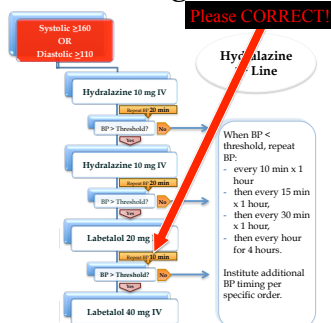 Please CORRECT!
Systolic ≥160
OR
Diastolic ≥110
Hydralazine
Line
Hydralazine 10 mg IV
Repeat BP 20 min
BP > Threshold?
No
Yes
Hydralazine 10 mg IV
Repeat BP 20 min
BP > Threshold?
No
Yes
Labetalol 20 mg
Repeat BP 10 min
BP > Threshold?
No
Yes
Labetalol 40 mg IV
When BP <
threshold, repeat
BP:
- every 10 min x 1
hour
- then every 15 min
x 1 hour,
- then every 30 min
x 1 hour,
- then every hour
for 4 hours.
Institute additional
BP timing per
specific order.